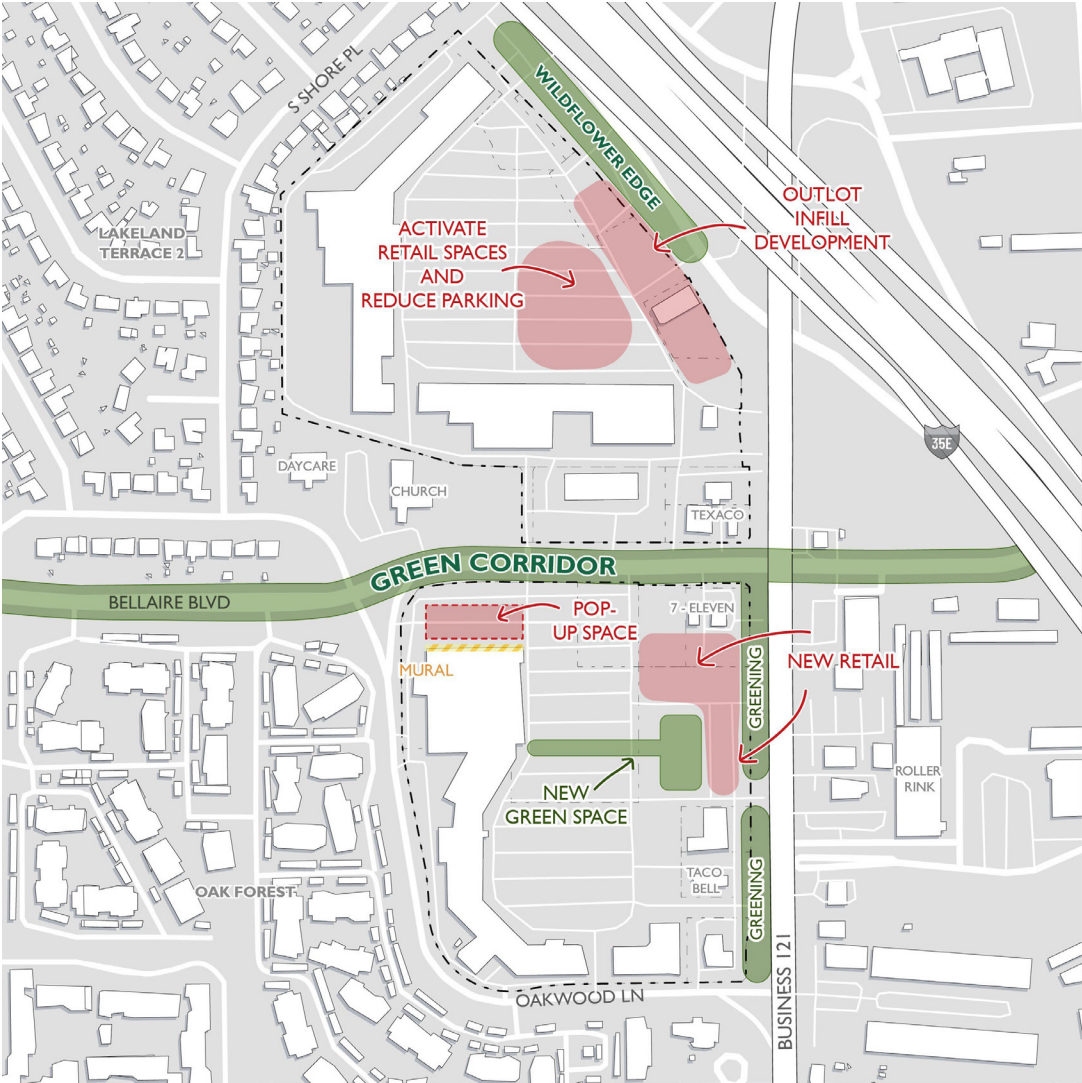 S SHORE PL
WILDFLOWER EDGE
OUTLOT
INFILL
DEVELOPMENT
LAKELAND
TERRACE 2
ACTIVATE
RETAIL SPACES
AND
REDUCE PARKING
35E
DAYCARE
CHURCH
TEXACO
GREEN CORRIDOR
BELLAIRE BLVD
POP-
UP SPACE
7 - ELEVEN
MURAL
NEW RETAIL
GREENING
NEW
GREEN SPACE
ROLLER
RINK
TACO
BELL
OAK FOREST
GREENING
BUSINESS 121
OAKWOOD LN